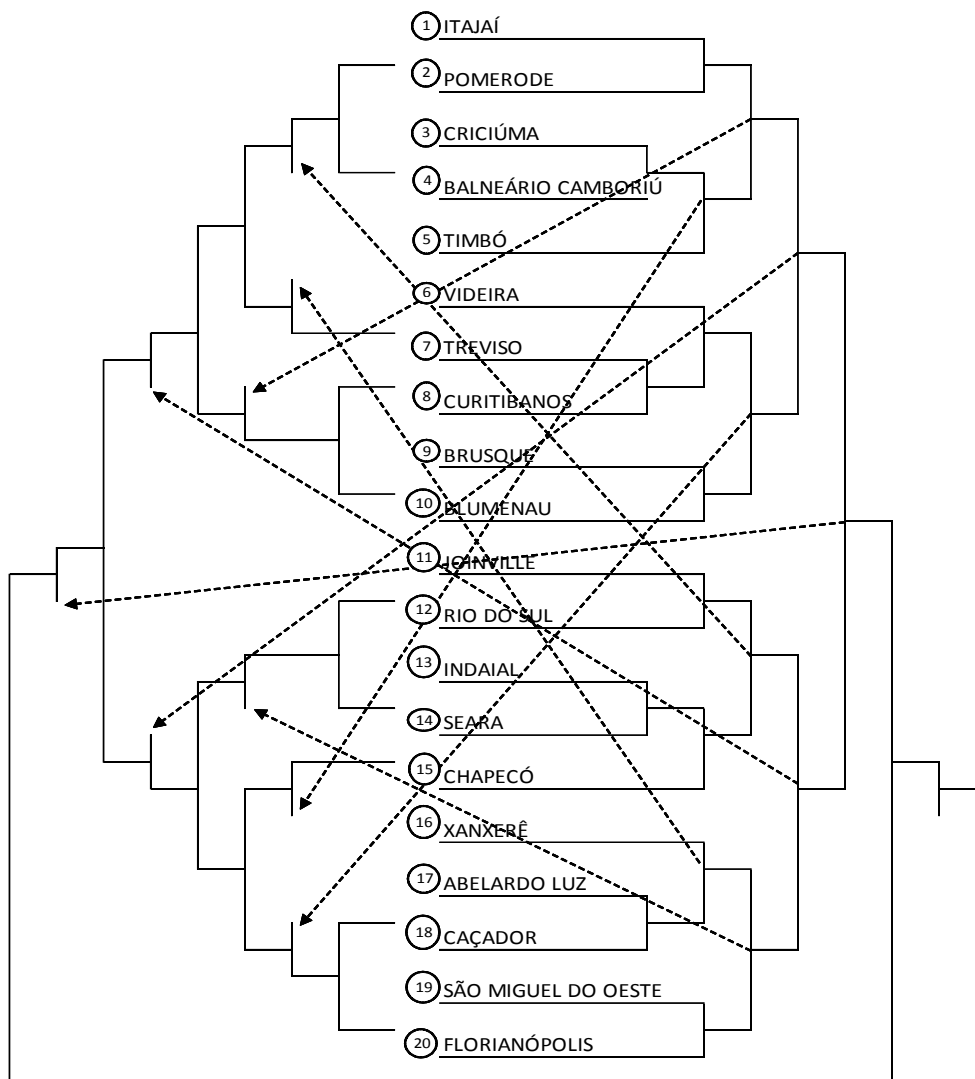 1 ITAJAÍ
2 POMERODE
3 CRICIÚMA
4 BALNEÁRIO CAMBORIÚ
5 TIMBÓ
6 VIDEIRA
7 TREVISO
8 CURITIBANOS
9 BRUSQUE
10 BLUMENAU
11 JOINVILLE
12 RIO DO SUL
13 INDAIAL
14 SEARA
15 CHAPECÓ
16 XANXERÊ
17 ABELARDO LUZ
18 CAÇADOR
19 SÃO MIGUEL DO OESTE
20 FLORIANÓPOLIS